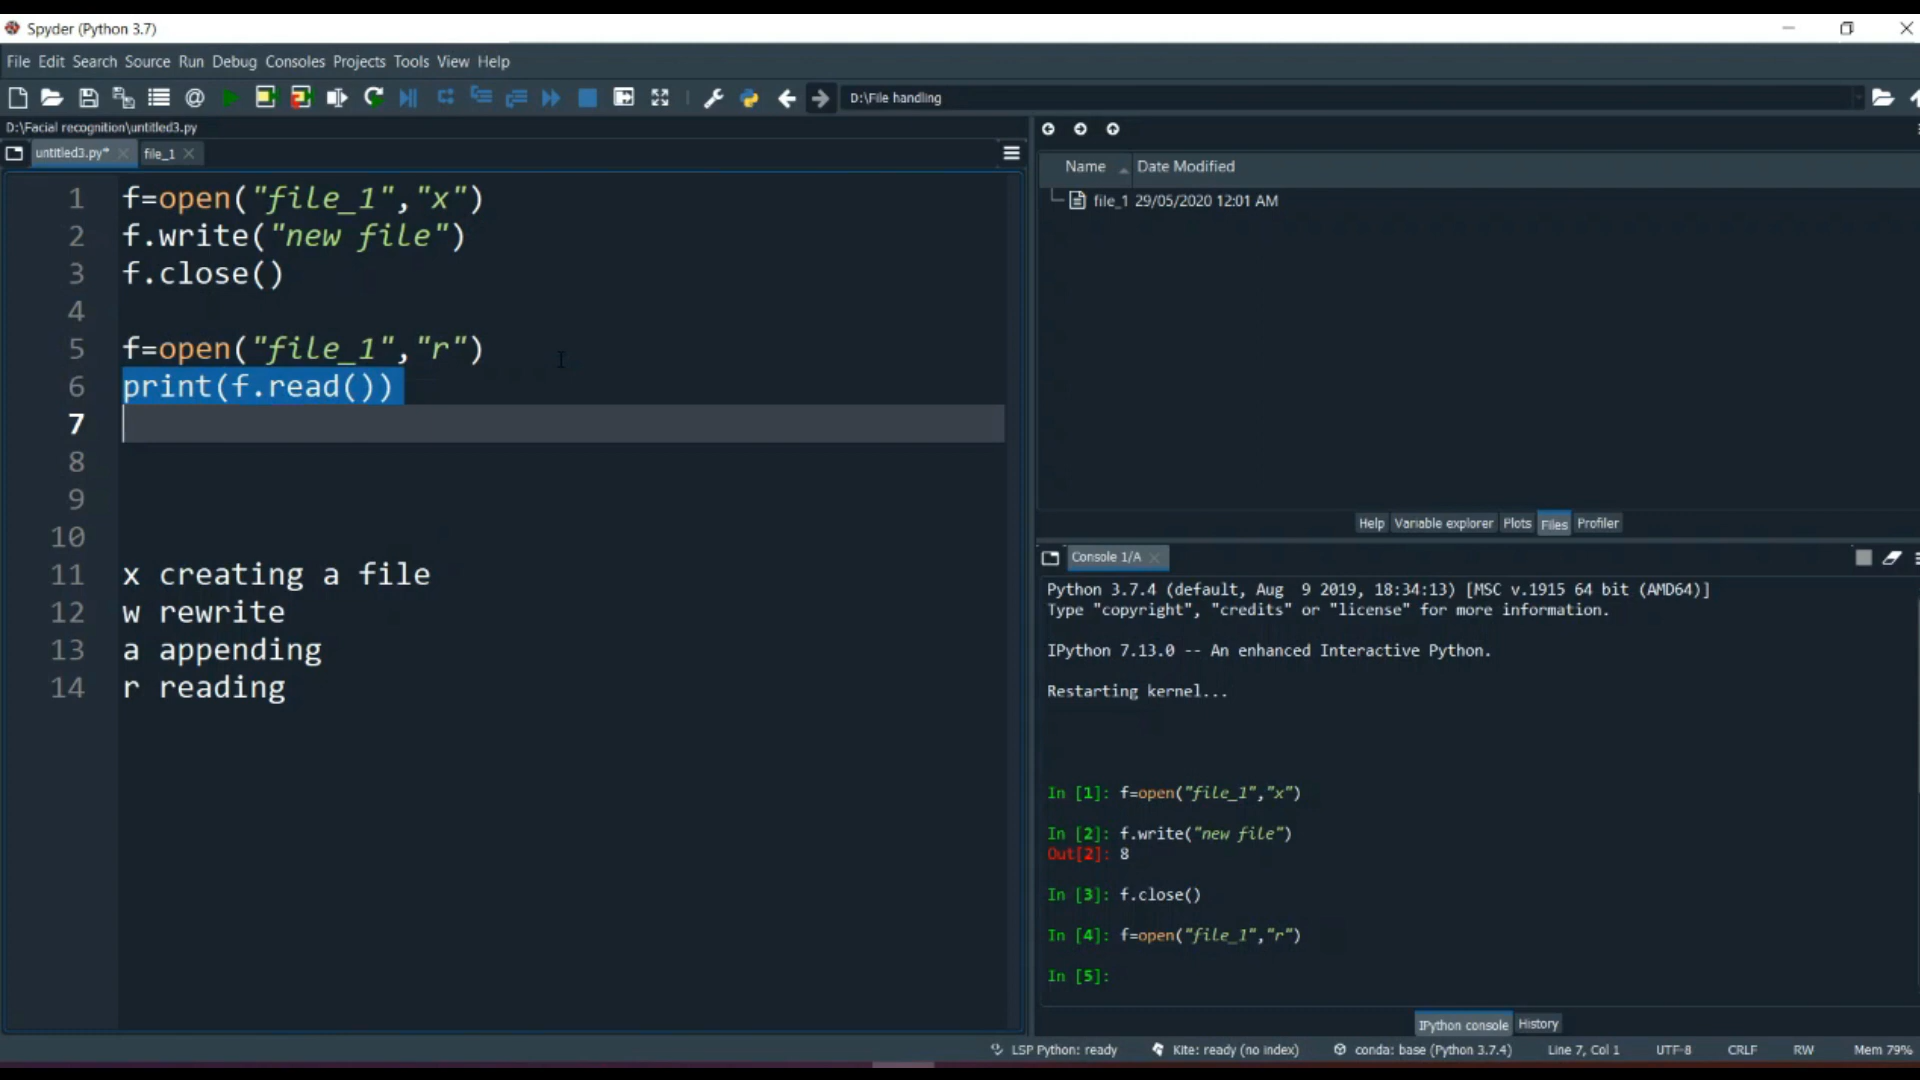 Spyder (Python 3.7)
File Edit Search Source Run Debug Consoles Projects Tools View Help
D:\File handling
D:\Facial recognition\untitled3.py
untitled3.py*
file_1
1 f=open("file_1","x")
2 f.write("new file")
3 f.close()
4
5 f=open("file_1","r")
6 print(f.read())
7
8
9
10
11 x creating a file
12 w rewrite
13 a appending
14 r reading
Name Date Modified
file_1 29/05/2020 12:01 AM
Help Variable explorer Plots Files Profiler
Console 1/A
Python 3.7.4 (default, Aug  9 2019, 18:34:13) [MSC v.1915 64 bit (AMD64)]
Type "copyright", "credits" or "license" for more information.
IPython 7.13.0 -- An enhanced Interactive Python.
Restarting kernel...
In [1]: f=open("file_1","x")
In [2]: f.write("new file")
Out[2]: 8
In [3]: f.close()
In [4]: f=open("file_1","r")
In [5]:
IPython console History
LSP Python: ready Kite: ready (no index) conda: base (Python 3.7.4) Line 7, Col 1 UTF-8 CRLF RW Mem 79%